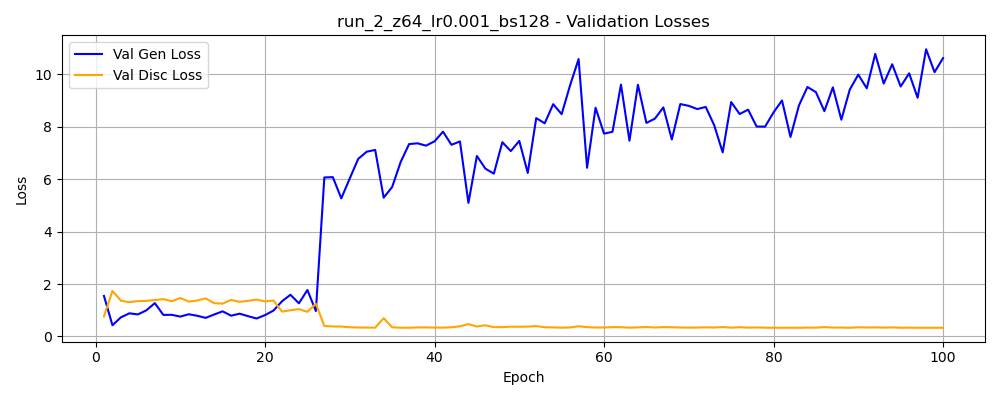 run_2_z64_lr0.001_bs128 - Validation Losses
Val Gen Loss
Val Disc Loss
Loss
10
8
6
4
2
0
0 20 40 60 80 100
Epoch